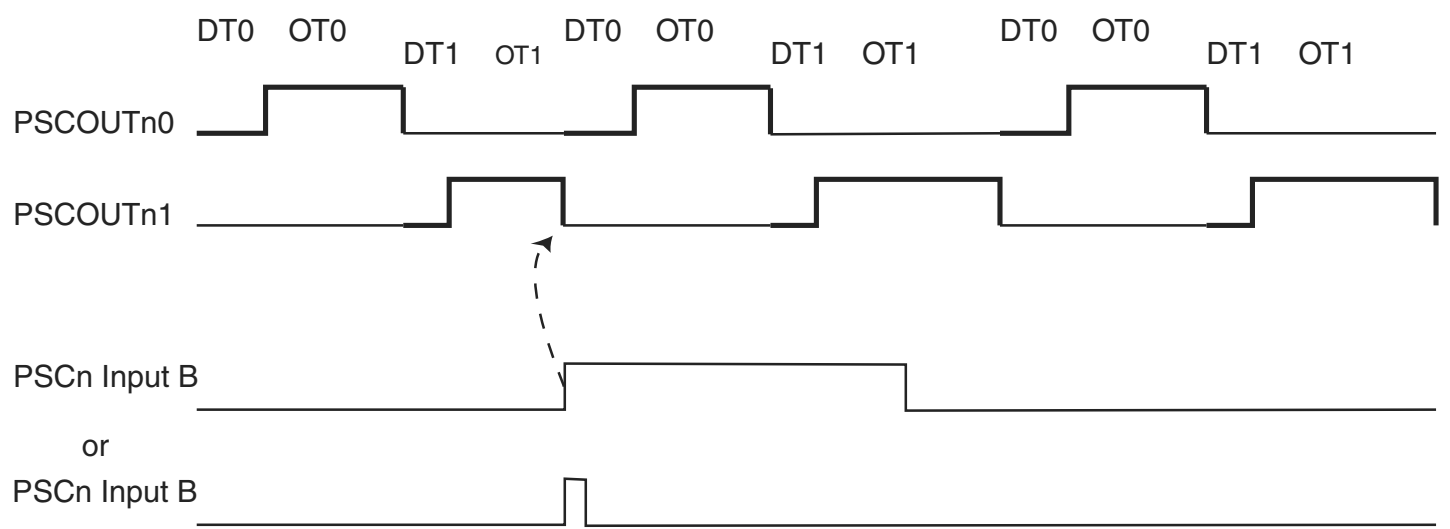 DT0 OT0 DT1 OT1 DT0 OT0 DT1 OT1 DT0 OT0 DT1 OT1
PSCOUTn0
PSCOUTn1
PSCn Input B
or
PSCn Input B